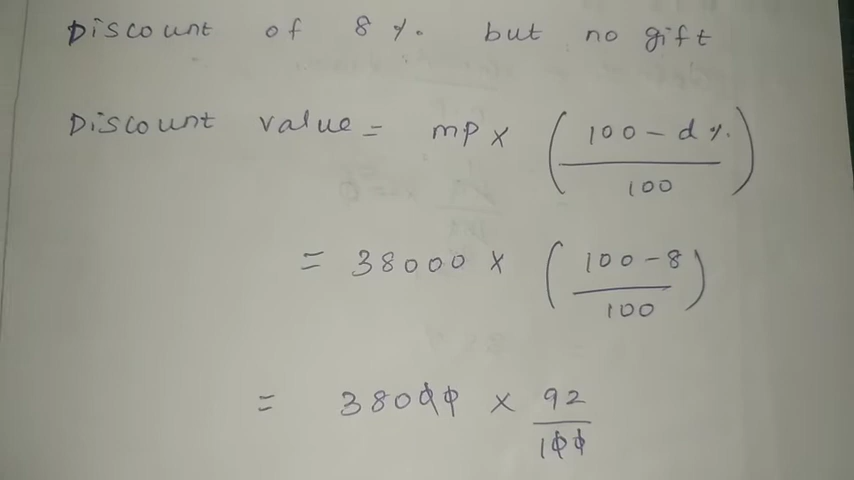 Discount of 8 %. but no gift
Discount value = mp × (100 - d %. / 100)
= 38000 × (100 - 8 / 100)
= 38000 × 92 / 100